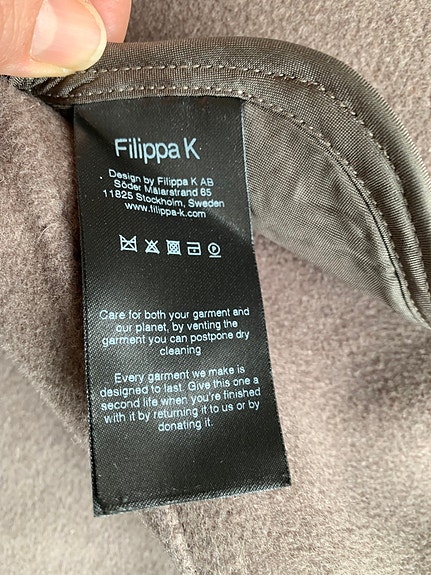 Filippa K
Design by Filippa K AB
Söder Mälarstrand 65
11825 Stockholm, Sweden
www.filippa-k.com
P
Care for both your garment and
our planet, by venting the
garment you can postpone dry
cleaning
Every garment we make is
designed to last. Give this one a
second life when you're finished
with it by returning it to us or by
donating it.